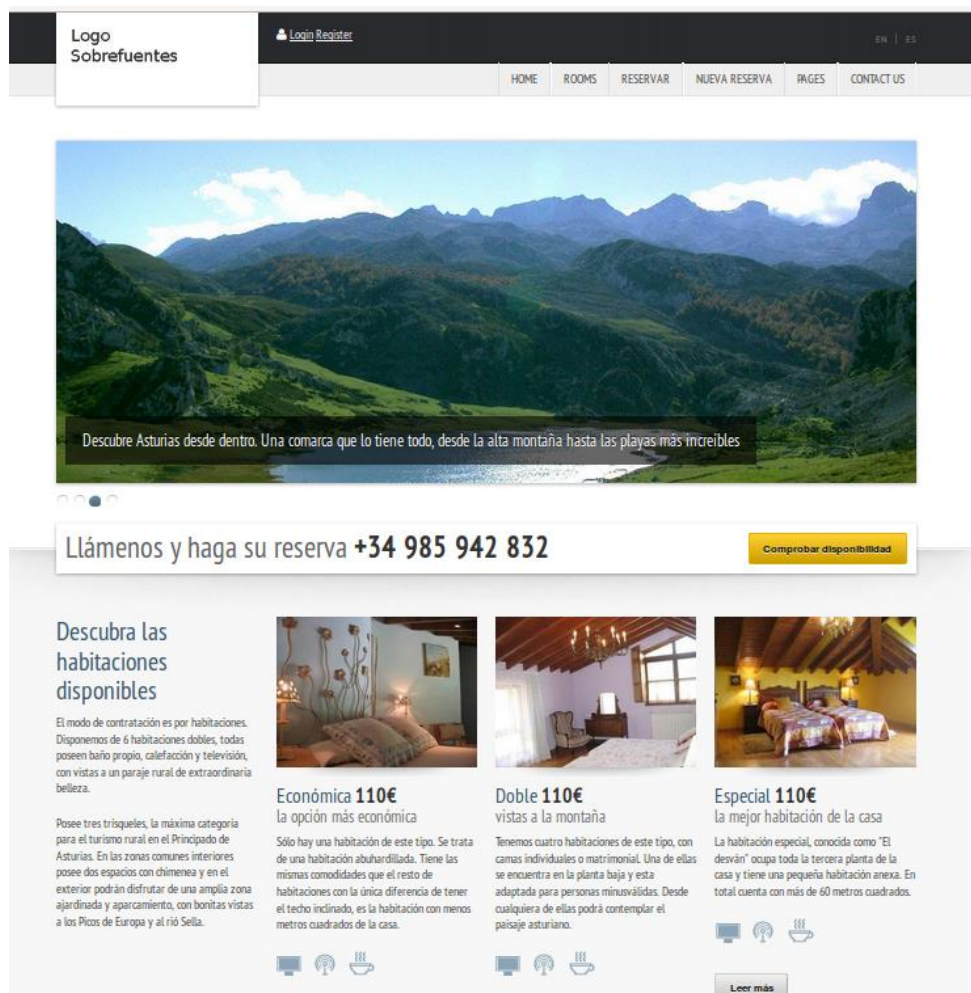 Logo
Sobrefuentes
Login Register
EN | ES
HOME ROOMS RESERVAR NUEVA RESERVA PAGES CONTACT US
Descubre Asturias desde dentro. Una comarca que lo tiene todo, desde la alta montaña hasta las playas más increibles
Llámenos y haga su reserva +34 985 942 832
Comprobar disponibilidad
Descubra las
habitaciones
disponibles
El modo de contratación es por habitaciones.
Disponemos de 6 habitaciones dobles, todas
poseen baño propio, calefacción y televisión,
con vistas a un paraje rural de extraordinaria
belleza.
Posee tres trisqueles, la máxima categoría
para el turismo rural en el Principado de
Asturias. En las zonas comunes interiores
posee dos espacios con chimenea y en el
exterior podrán disfrutar de una amplia zona
ajardinada y aparcamiento, con bonitas vistas
a los Picos de Europa y al rió Sella.
Económica 110€
la opción más económica
Sólo hay una habitación de este tipo. Se trata
de una habitación abuhardillada. Tiene las
mismas comodidades que el resto de
habitaciones con la única diferencia de tener
el techo inclinado, es la habitación con menos
metros cuadrados de la casa.
Doble 110€
vistas a la montaña
Tenemos cuatro habitaciones de este tipo, con
camas individuales o matrimonial. Una de ellas
se encuentra en la planta baja y esta
adaptada para personas minusválidas. Desde
cualquiera de ellas podrá contemplar el
paisaje asturiano.
Especial 110€
la mejor habitación de la casa
La habitación especial, conocida como "El
desván" ocupa toda la tercera planta de la
casa y tiene una pequeña habitación anexa. En
total cuenta con más de 60 metros cuadrados.
Leer más